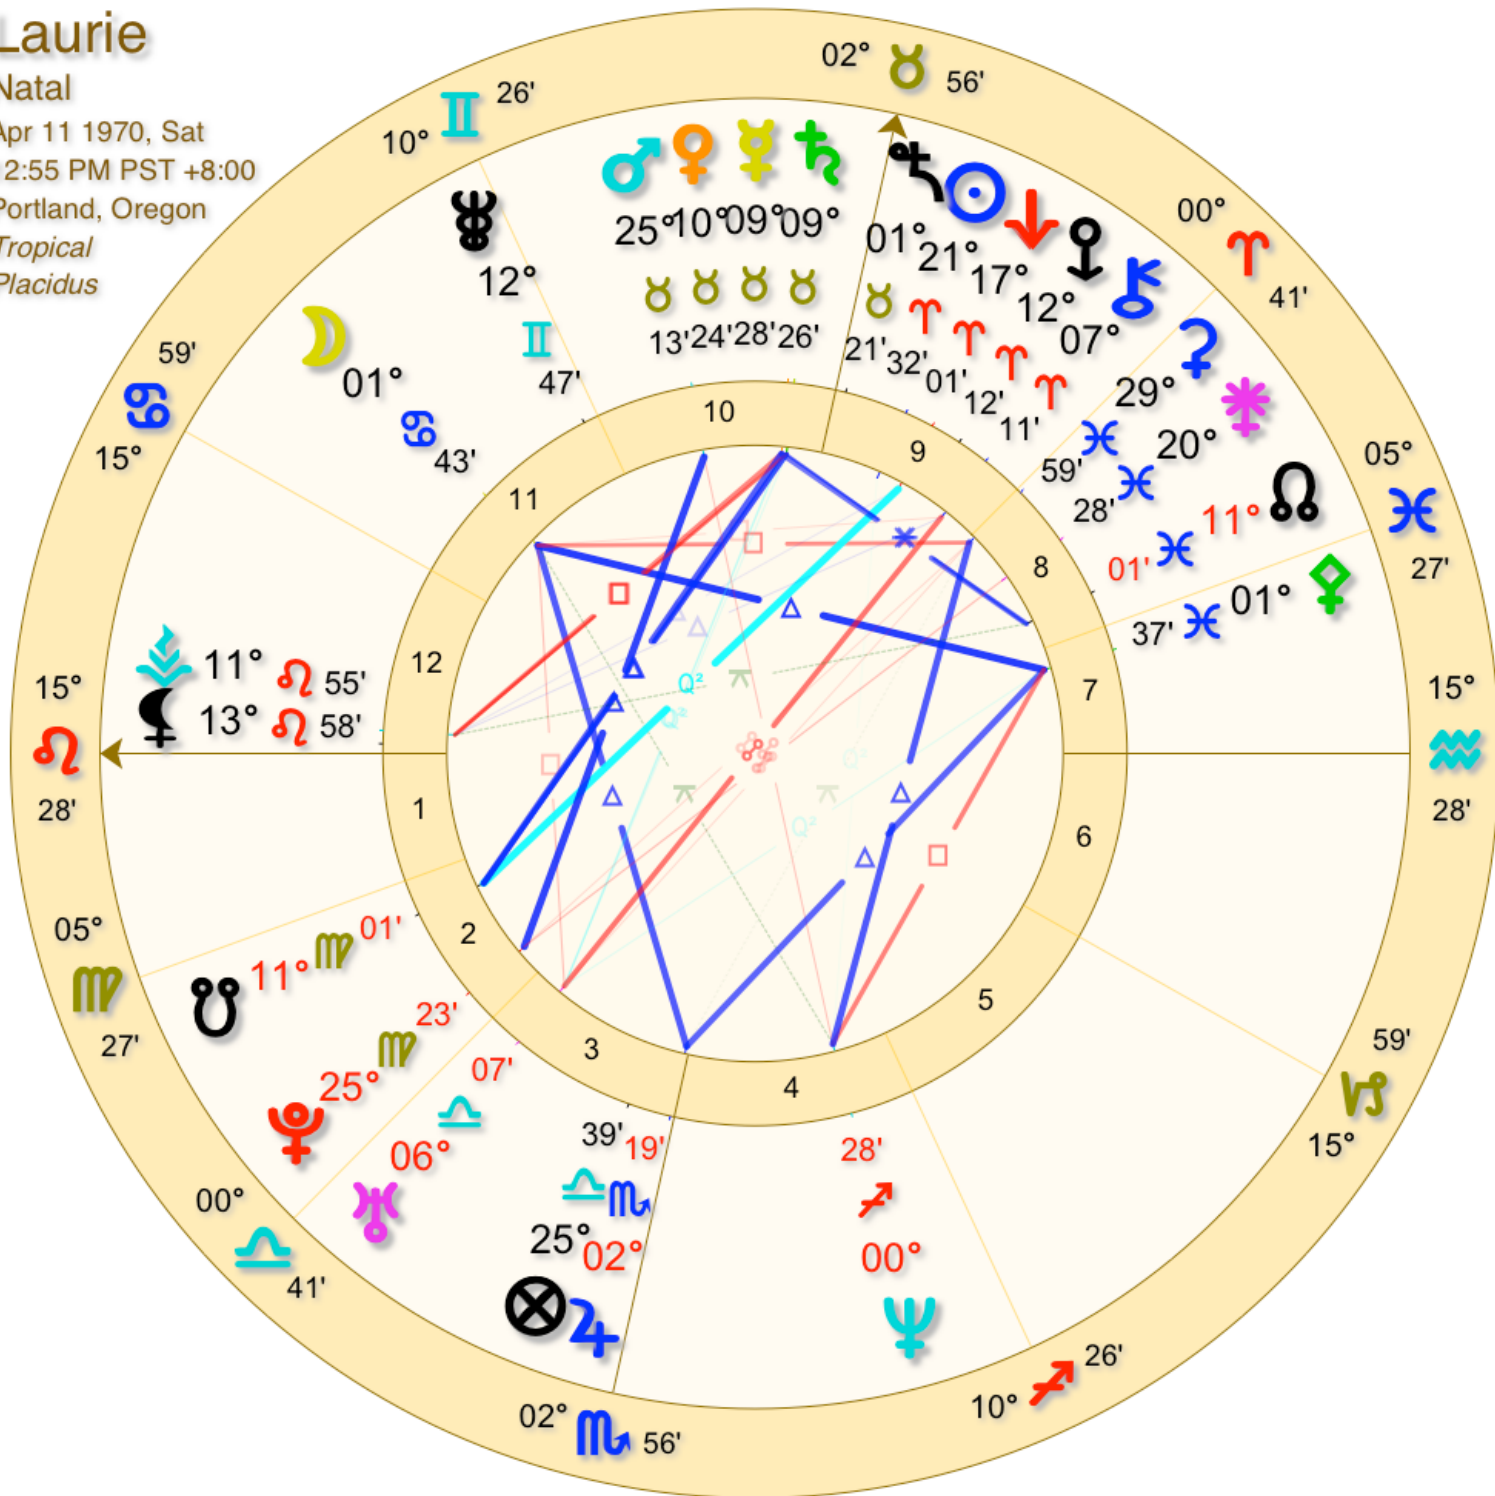 Laurie
Natal
Apr 11 1970, Sat
12:55 PM PST +8:00
Portland, Oregon
Tropical
Placidus
02° ♉ 56'
10° ♊ 26'
00° ♈ 41'
59' ♋ 15°
05° ♓ 27'
15° ♌ 28'
15° ♒ 28'
05° ♍ 27'
59' ♑ 15°
00° ♎ 41'
02° ♏ 56'
10° ♐ 26'
♂ 25° ♉ 13'
♀ 10° ♉ 24'
☿ 09° ♉ 28'
♄ 09° ♉ 26'
01° ♉ 21'
☉ 21° ♈ 32'
17° ♈ 01'
12° ♈ 12'
⚷ 07° ♈ 11'
⚳ 29° ♓ 59'
⚵ 20° ♓ 28'
☊ 11° ♓ 01'
⚴ 01° ♓ 37'
12° ♊ 47'
☽ 01° ♋ 43'
11° ♌ 55'
⚸ 13° ♌ 58'
☋ 11° ♍ 01'
♇ 25° ♍ 23'
♅ 06° ♎ 07'
⊗ 25° ♎ 39'
♃ 02° ♏ 19'
♆ 00° ♐ 28'
1
2
3
4
5
6
7
8
9
10
11
12
Q²
Q²
Q²
Q²